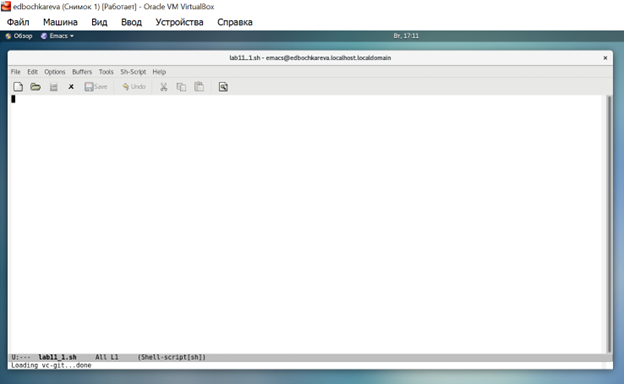 edbochkareva (Снимок 1) [Работает] - Oracle VM VirtualBox
Файл Машина Вид Ввод Устройства Справка
Обзор Emacs Вт, 17:11
lab11_1.sh - emacs@edbochkareva.localhost.localdomain ×
File Edit Options Buffers Tools Sh-Script Help
Save Undo
U:--- lab11_1.sh All L1 (Shell-script[sh])
Loading vc-git...done